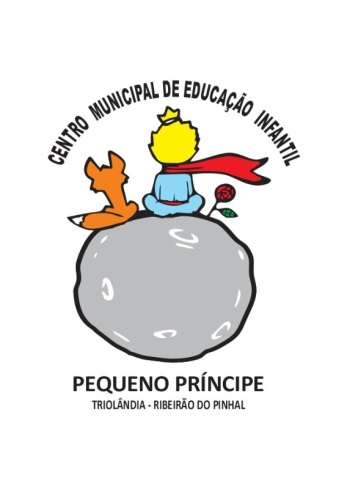 CENTRO MUNICIPAL DE EDUCAÇÃO INFANTIL
PEQUENO PRÍNCIPE
TRIOLÂNDIA - RIBEIRÃO DO PINHAL